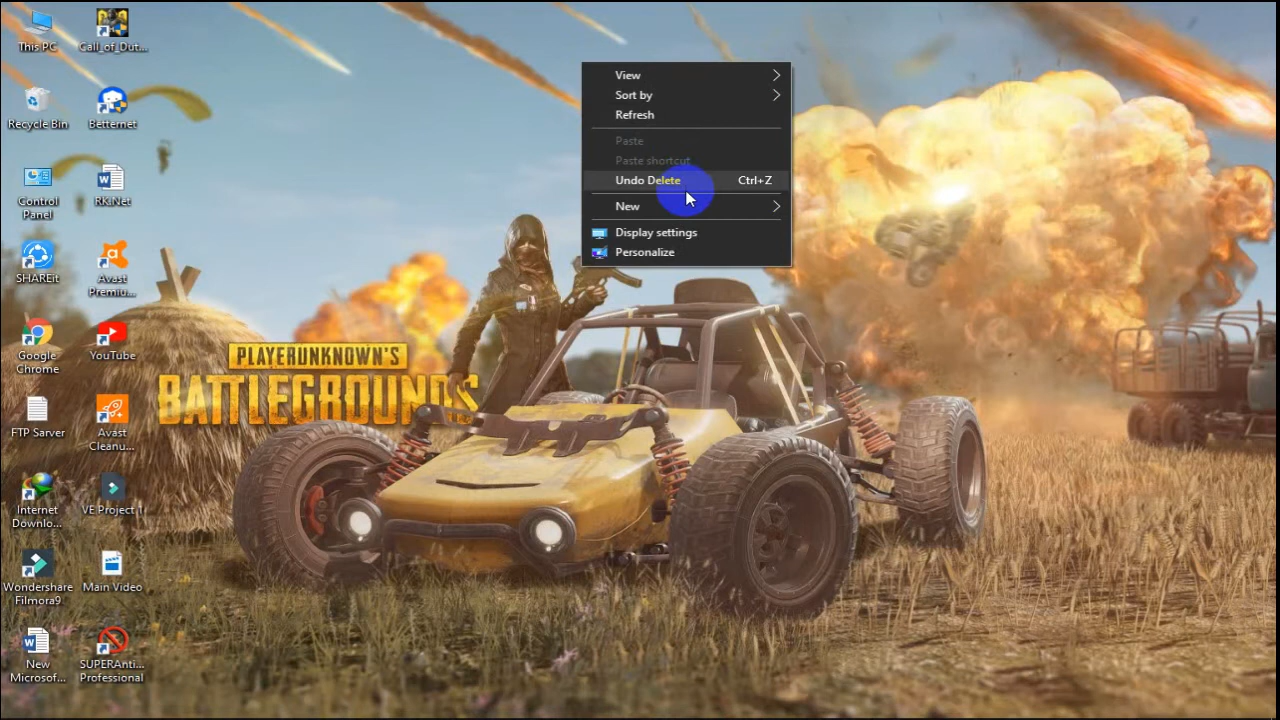 This PC
Call_of_Dut...
Recycle Bin
Betternet
Control
Panel
RKiNet
SHAREit
Avast
Premiu...
Google
Chrome
YouTube
FTP Sarver
Avast
Cleanu...
Internet
Downlo...
VE Project 1
Wondershare
Filmora9
Main Video
New
Microsof...
SUPERAnti...
Professional
View
Sort by
Refresh
Paste
Paste shortcut
Undo Delete Ctrl+Z
New
Display settings
Personalize
PLAYERUNKNOWN'S
BATTLEGROUNDS